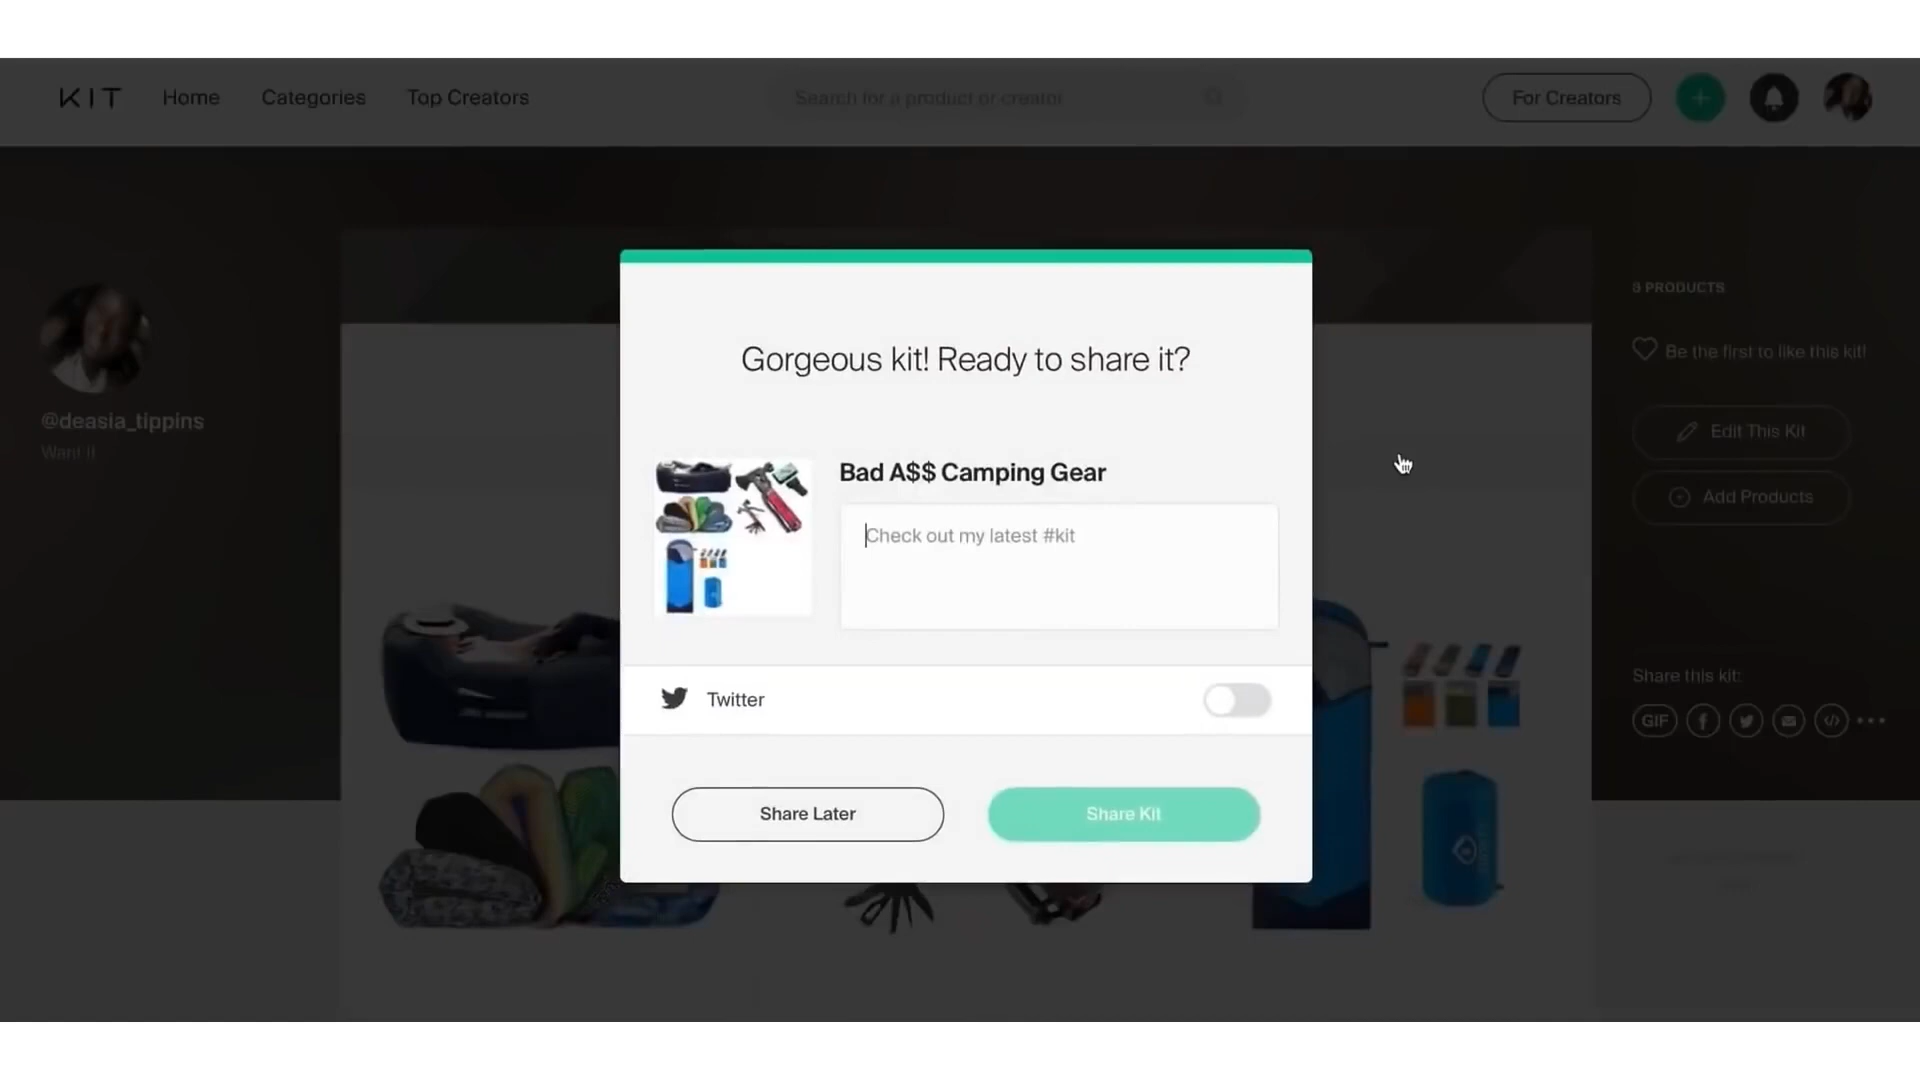 KIT
Home
Categories
Top Creators
Search for a product or creator
For Creators
@deasia_tippins
Gorgeous kit! Ready to share it?
Bad A$$ Camping Gear
Check out my latest #kit
Twitter
Share Later
Share Kit
PRODUCTS
Be the first to like this kit!
Edit This Kit
Add Products
Share this kit:
GIF